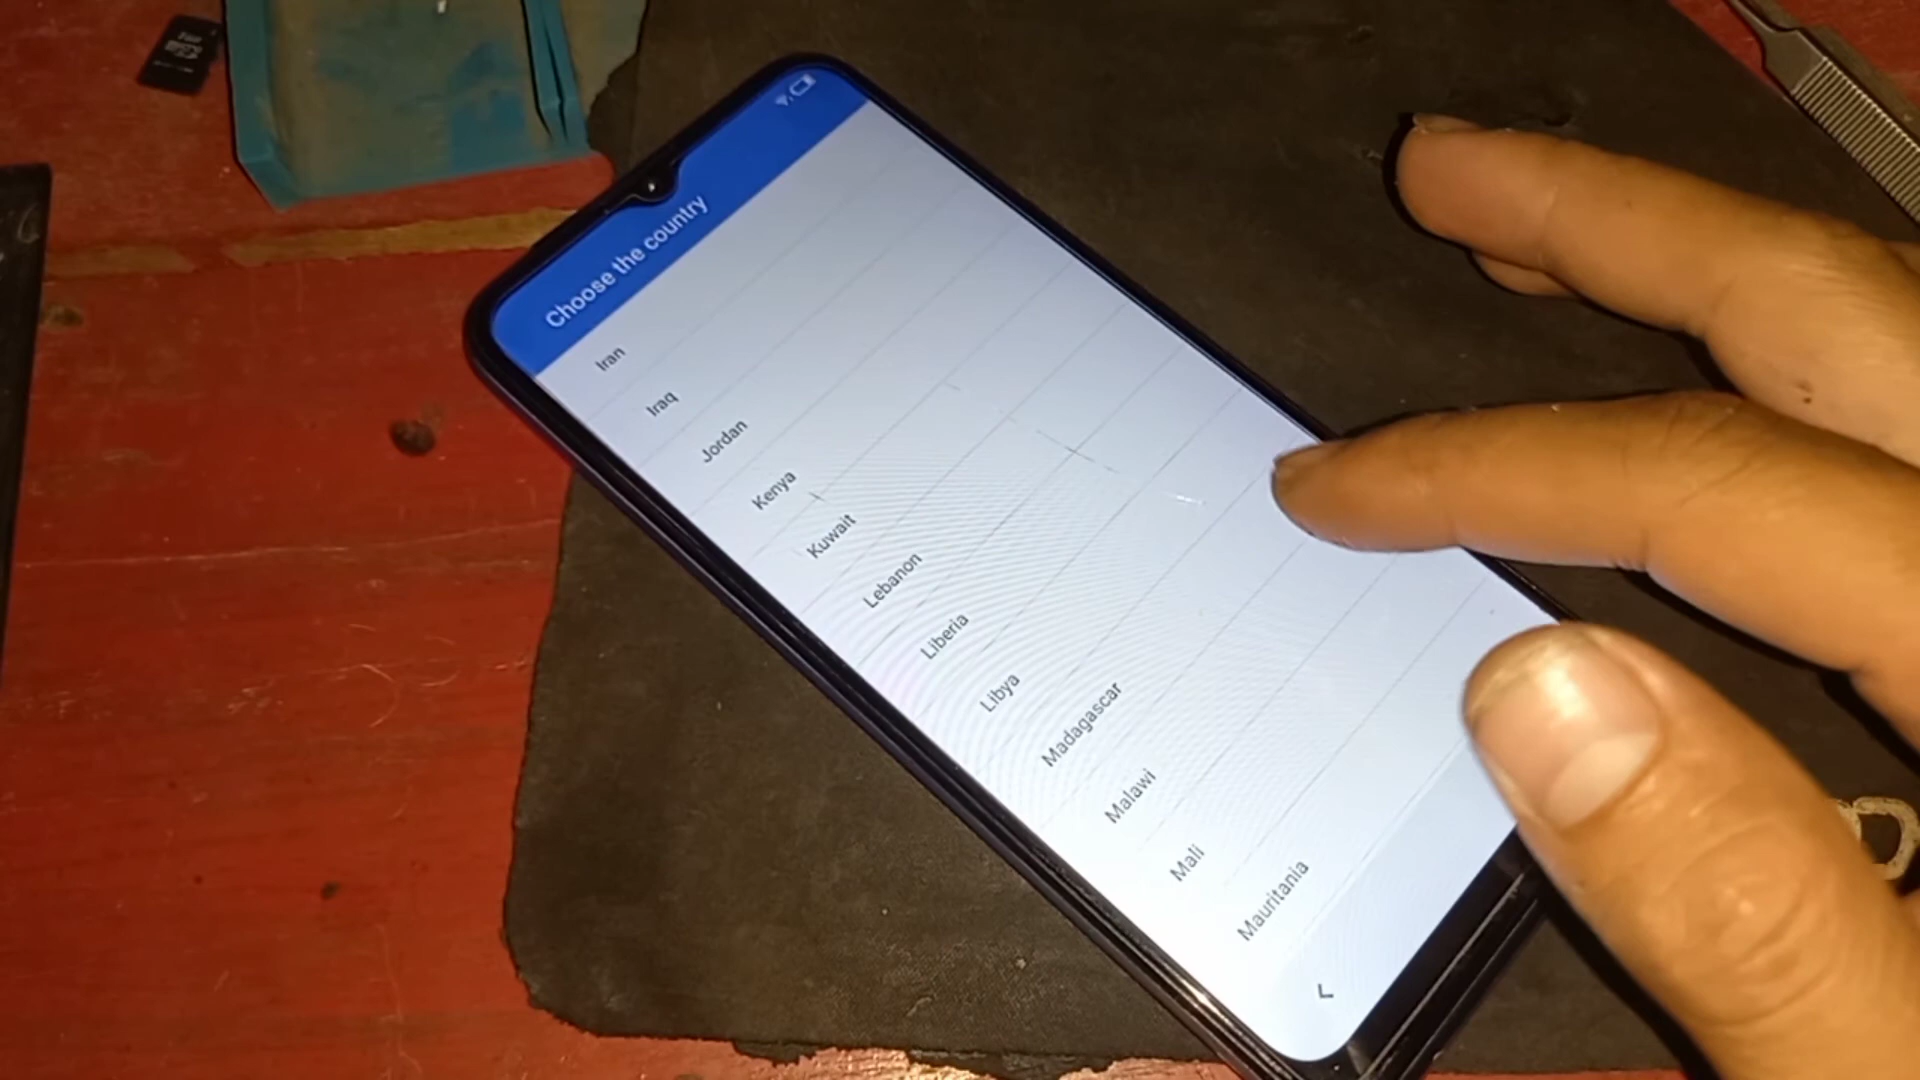 Choose the country
Iran
Iraq
Jordan
Kenya
Kuwait
Lebanon
Liberia
Libya
Madagascar
Malawi
Mali
Mauritania